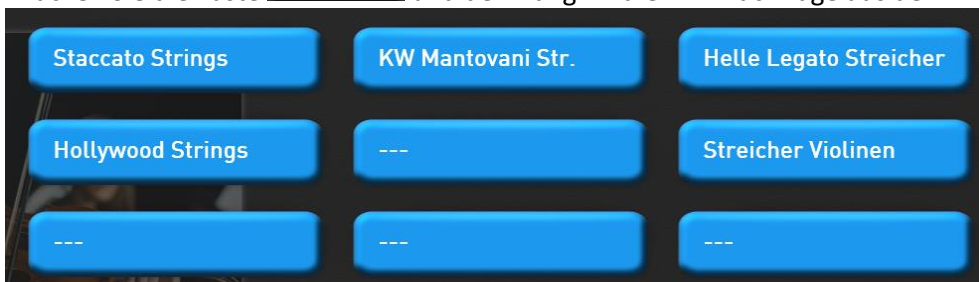 Staccato Strings
KW Mantovani Str.
Helle Legato Streicher
Hollywood Strings
---
Streicher Violinen
---
---
---